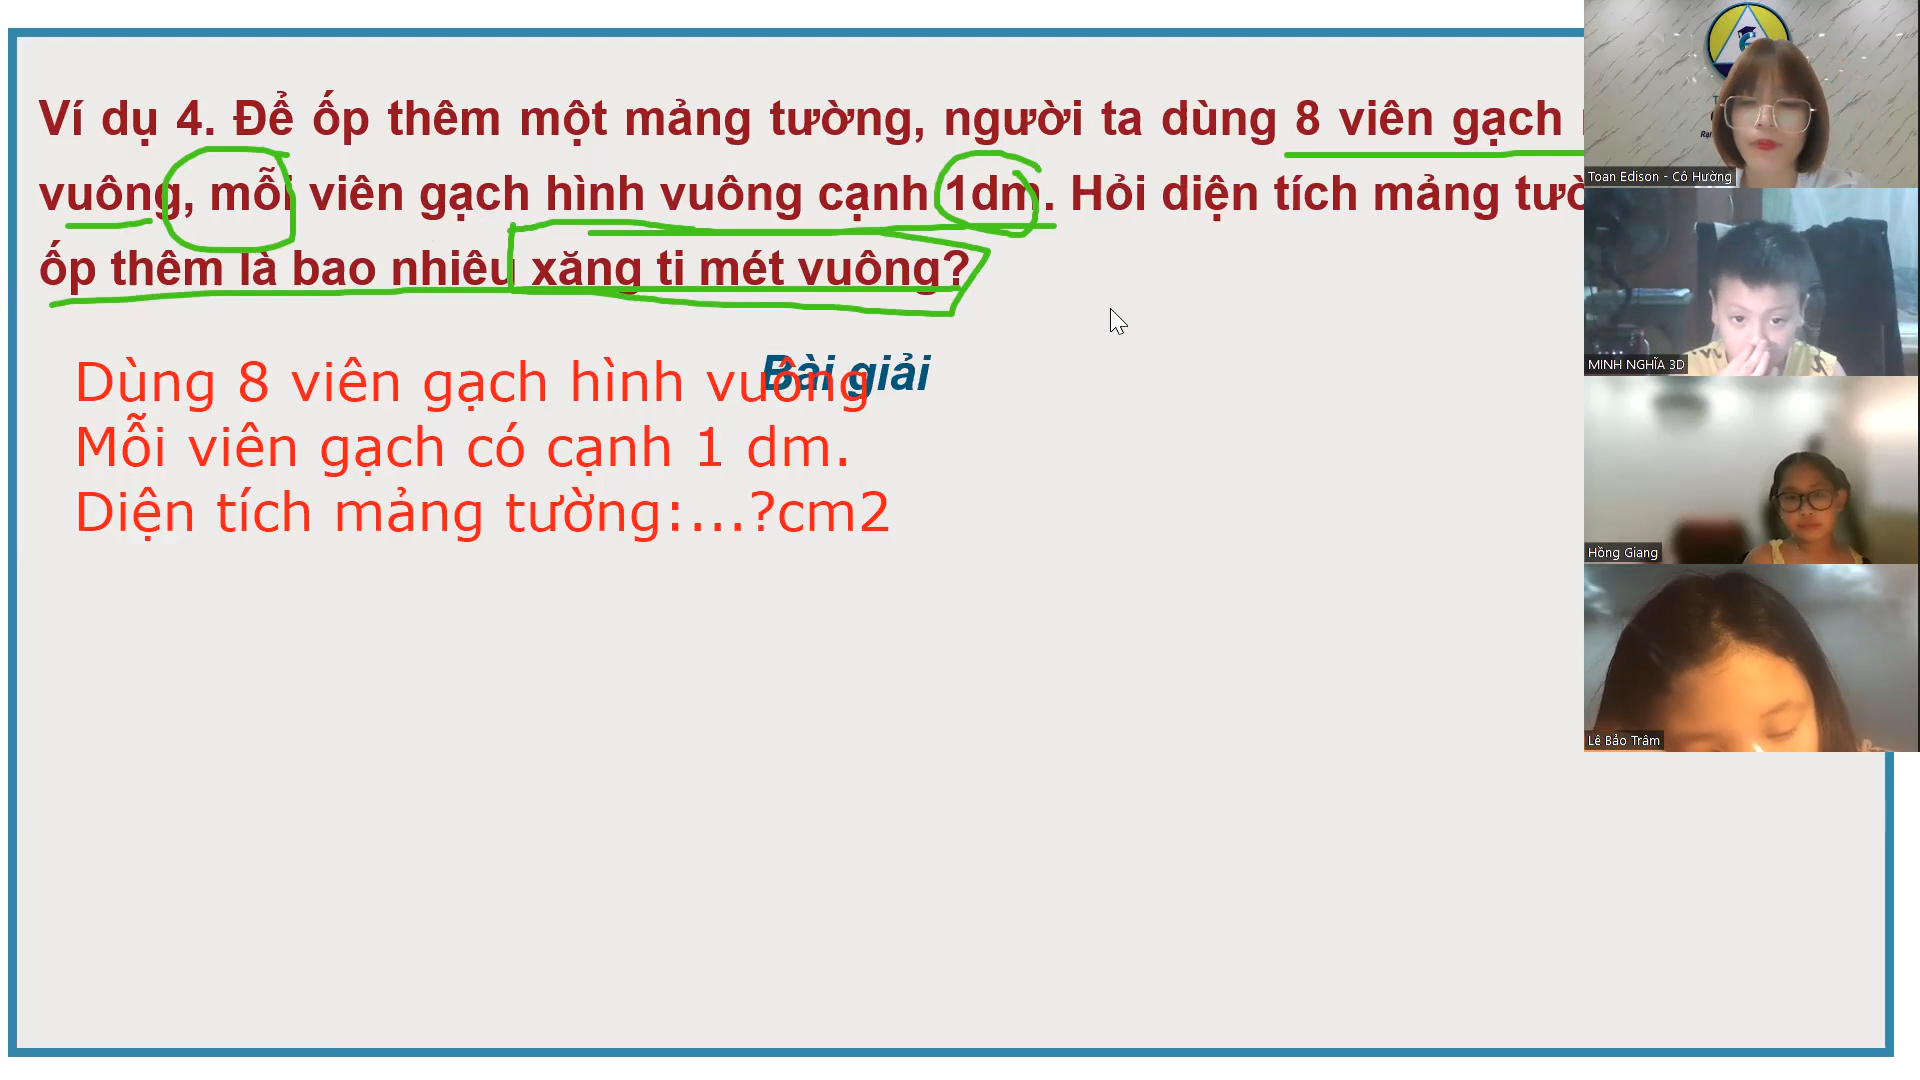 Ví dụ 4. Để ốp thêm một mảng tường, người ta dùng 8 viên gạch
vuông, mỗi viên gạch hình vuông cạnh 1dm. Hỏi diện tích mảng
ốp thêm là bao nhiêu xăng ti mét vuông?
Bài giải
Dùng 8 viên gạch hình vuông
Mỗi viên gạch có cạnh 1 dm.
Diện tích mảng tường:...?cm2
Toan Edison - Cô Hường
MINH NGHĨA 3D
Hồng Giang
Lê Bảo Trâm